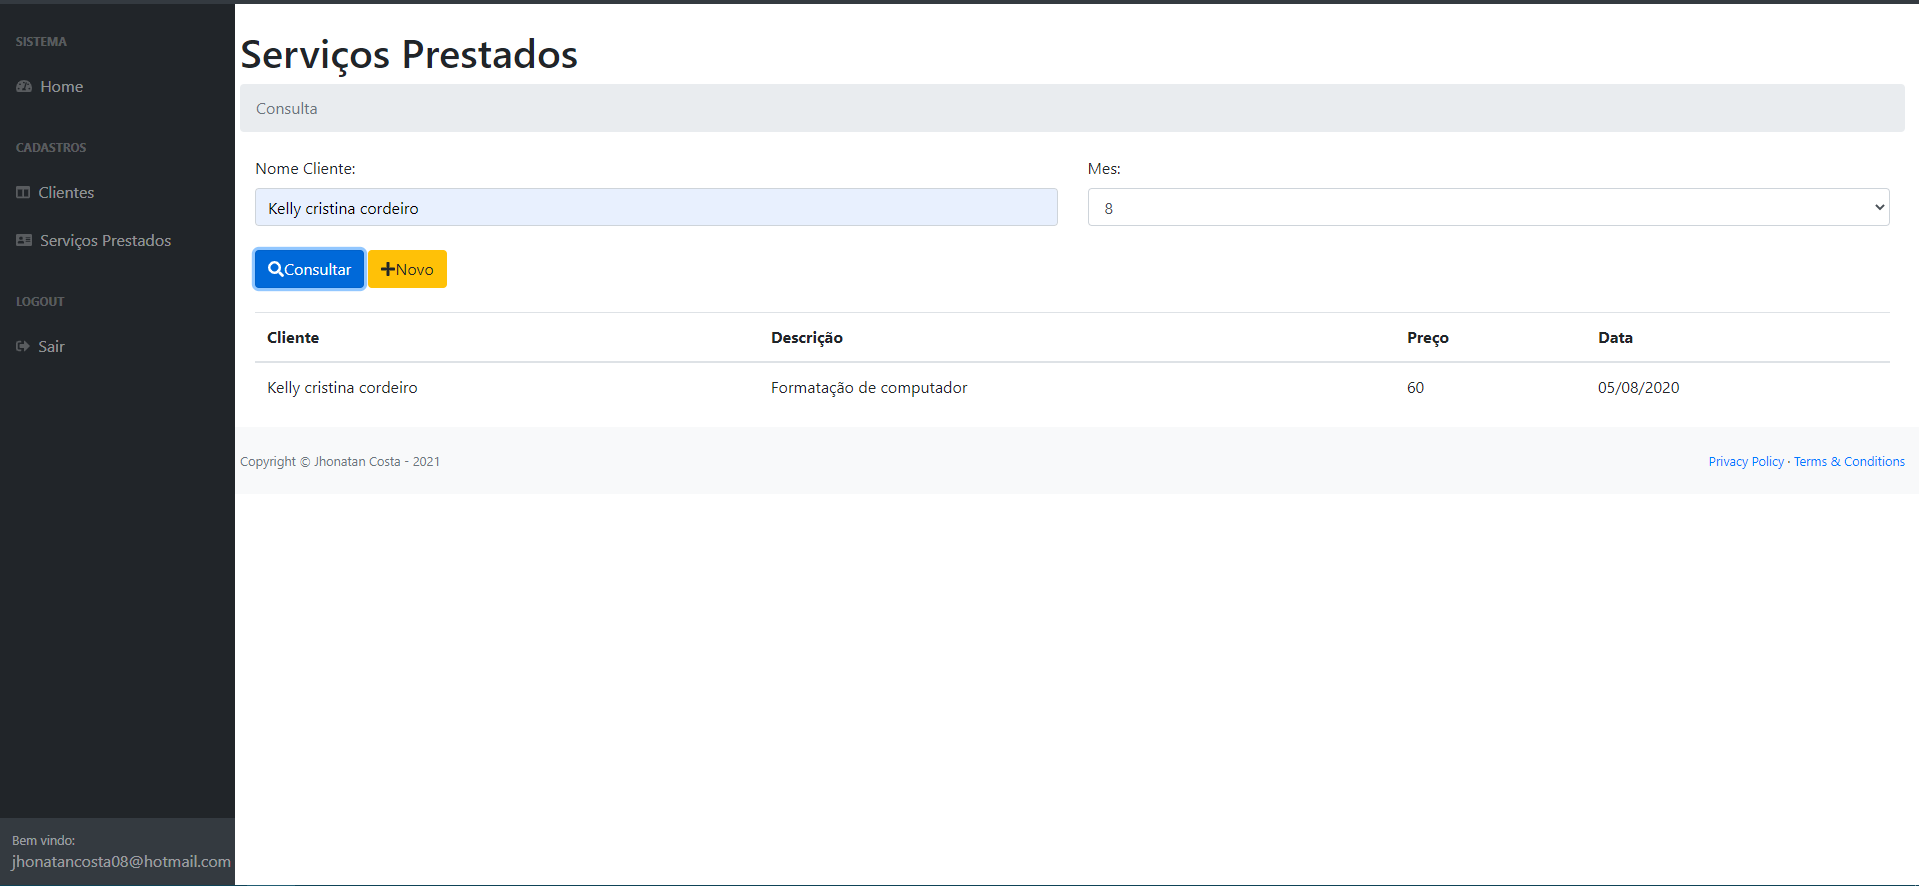 SISTEMA
Home
CADASTROS
Clientes
Serviços Prestados
LOGOUT
Sair
Bem vindo:
jhonatancosta08@hotmail.com
Serviços Prestados
Consulta
Nome Cliente: Mes:
Kelly cristina cordeiro 8
Consultar Novo
Cliente Descrição Preço Data
Kelly cristina cordeiro Formatação de computador 60 05/08/2020
Copyright © Jhonatan Costa - 2021 Privacy Policy · Terms & Conditions